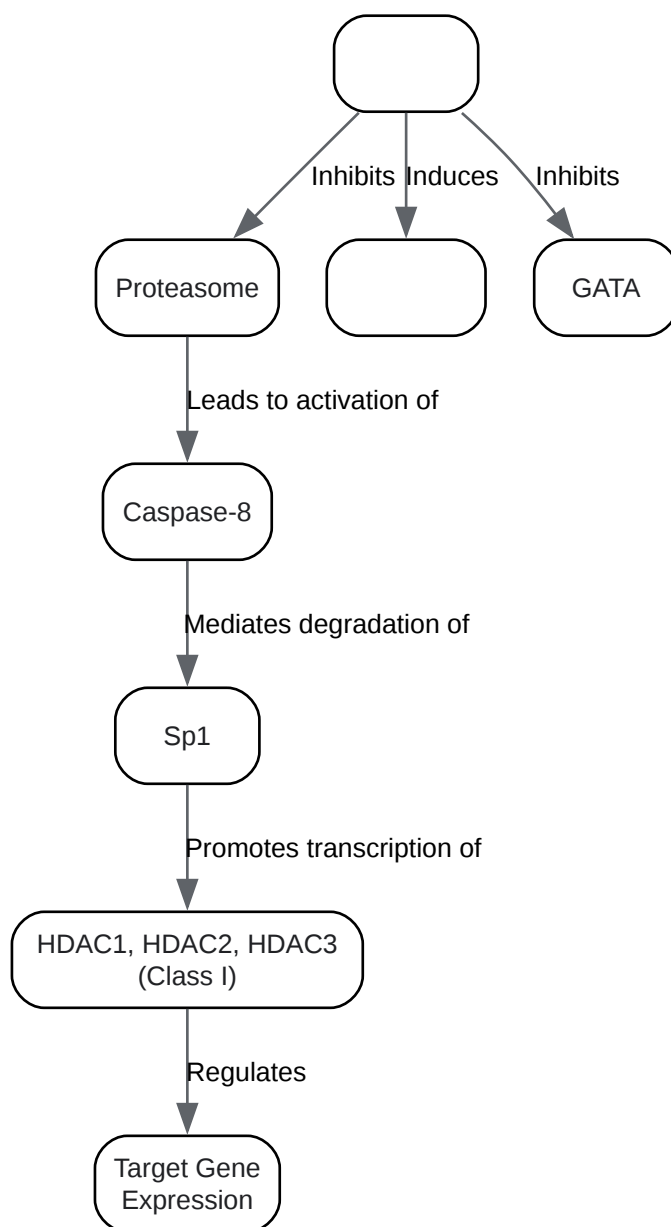 Inhibits
Induces
Inhibits
Proteasome
GATA
Leads to activation of
Caspase-8
Mediates degradation of
Sp1
Promotes transcription of
HDAC1, HDAC2, HDAC3
(Class I)
Regulates
Target Gene
Expression